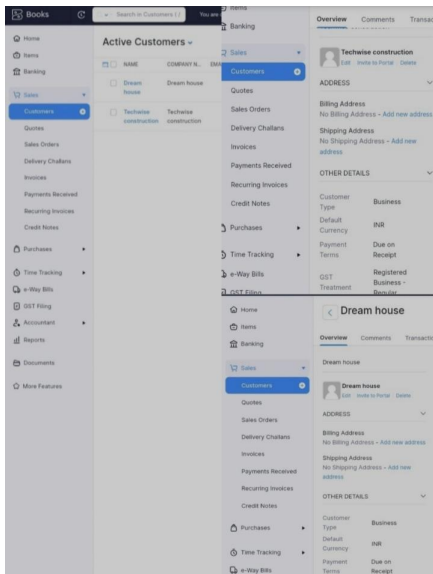 Books
Search in Customers ( / )
You are
Home
Items
Banking
Sales
Customers
Quotes
Sales Orders
Delivery Challans
Invoices
Payments Received
Recurring Invoices
Credit Notes
Purchases
Time Tracking
e-Way Bills
GST Filing
Accountant
Reports
Documents
More Features
Active Customers
NAME COMPANY N.. EMA
Dream house Dream house
Techwise construction Techwise construction
Items
Banking
Sales
Customers
Quotes
Sales Orders
Delivery Challans
Invoices
Payments Received
Recurring Invoices
Credit Notes
Purchases
Time Tracking
e-Way Bills
GST Filing
Overview Comments Transac
Techwise construction
Edit Invite to Portal Delete
ADDRESS
Billing Address
No Billing Address - Add new address
Shipping Address
No Shipping Address - Add new
address
OTHER DETAILS
Customer Type Business
Default Currency INR
Payment Terms Due on Receipt
GST Treatment Registered Business - Regular
Home
Items
Banking
Sales
Customers
Quotes
Sales Orders
Delivery Challans
Invoices
Payments Received
Recurring Invoices
Credit Notes
Purchases
Time Tracking
e-Way Bills
Dream house
Overview Comments Transactio
Dream house
Dream house
Edit Invite to Portal Delete
ADDRESS
Billing Address
No Billing Address - Add new address
Shipping Address
No Shipping Address - Add new
address
OTHER DETAILS
Customer Type Business
Default Currency INR
Payment Terms Due on Receipt